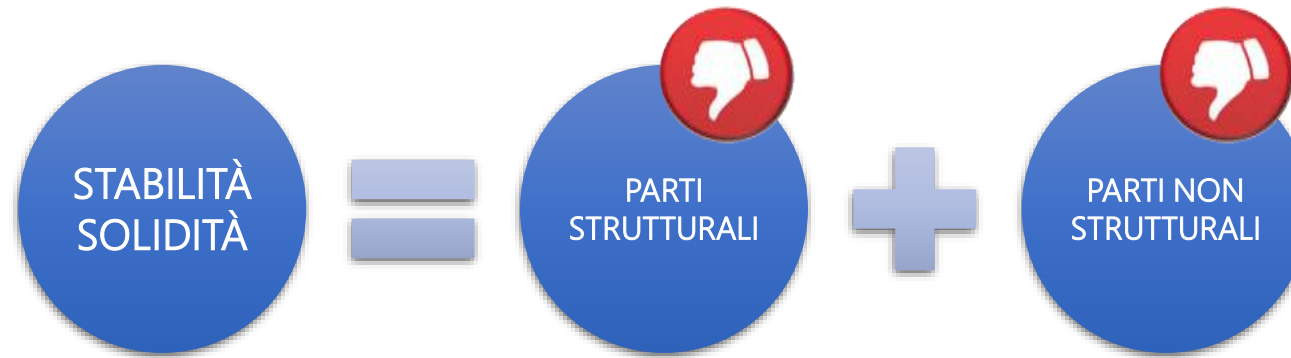 STABILITÀ
SOLIDITÀ
PARTI
STRUTTURALI
PARTI NON
STRUTTURALI